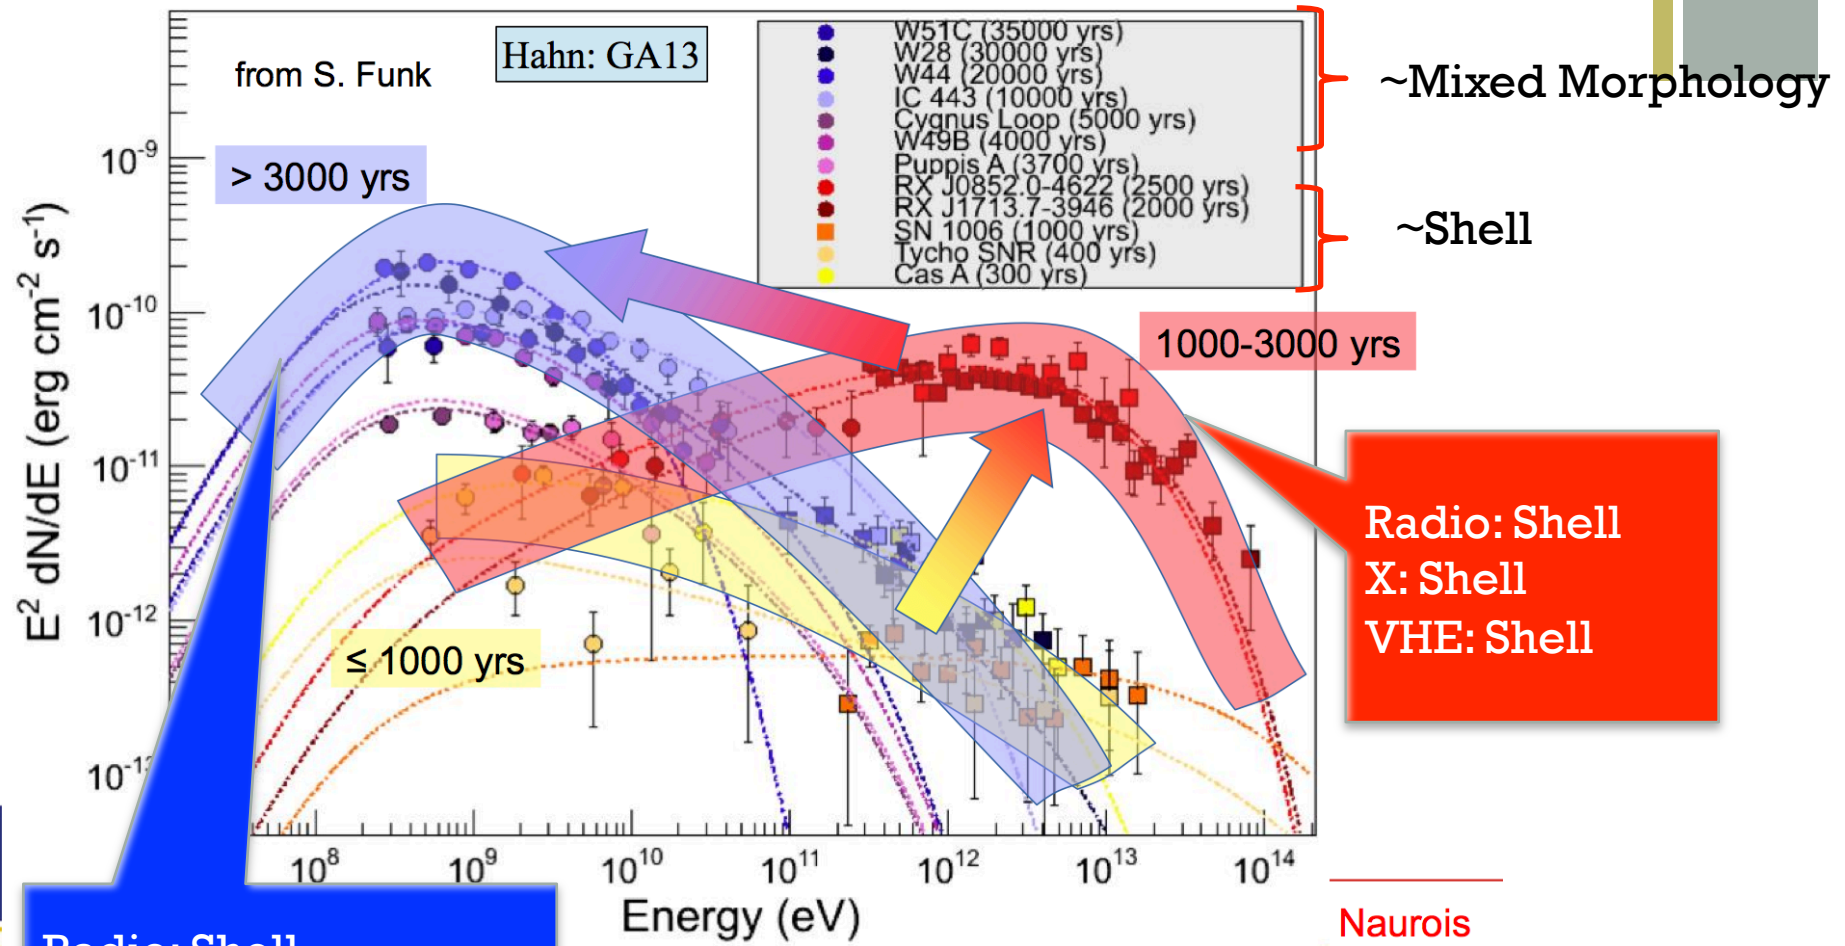 from S. Funk
Hahn: GA13
W51C (35000 yrs)
W28 (30000 yrs)
W44 (20000 yrs)
IC 443 (10000 yrs)
Cygnus Loop (5000 yrs)
W49B (4000 yrs)
Puppis A (3700 yrs)
RX J0852.0-4622 (2500 yrs)
RX J1713.7-3946 (2000 yrs)
SN 1006 (1000 yrs)
Tycho SNR (400 yrs)
Cas A (300 yrs)
~Mixed Morphology
~Shell
> 3000 yrs
1000-3000 yrs
≤ 1000 yrs
E² dN/dE (erg cm⁻² s⁻¹)
10⁻⁹
10⁻¹⁰
10⁻¹¹
10⁻¹²
Radio: Shell
X: Shell
VHE: Shell
10⁸
10⁹
10¹⁰
10¹¹
10¹²
10¹³
10¹⁴
Energy (eV)
Naurois
Radio: Shell